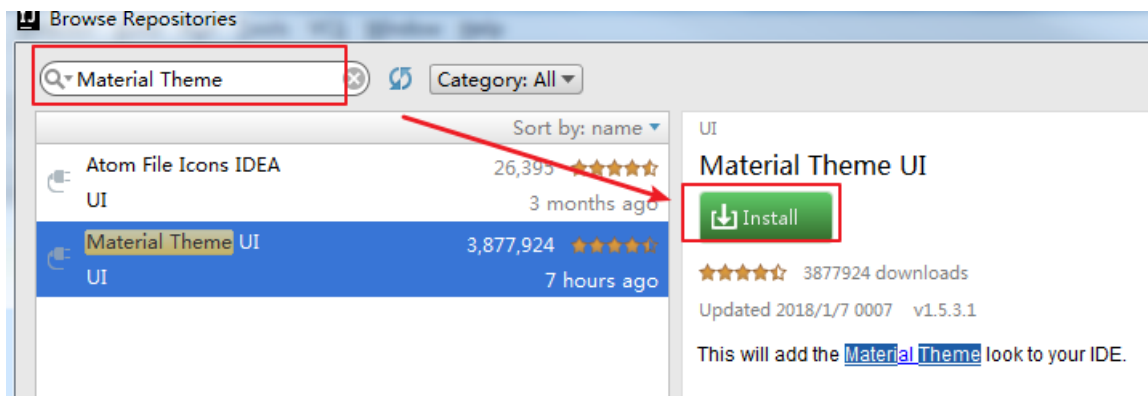 Browse Repositories
Material Theme
Category: All
Sort by: name
Atom File Icons IDEA
26,395
UI
3 months ago
Material Theme UI
3,877,924
UI
7 hours ago
UI
Material Theme UI
Install
3877924 downloads
Updated 2018/1/7 0007 v1.5.3.1
This will add the Material Theme look to your IDE.